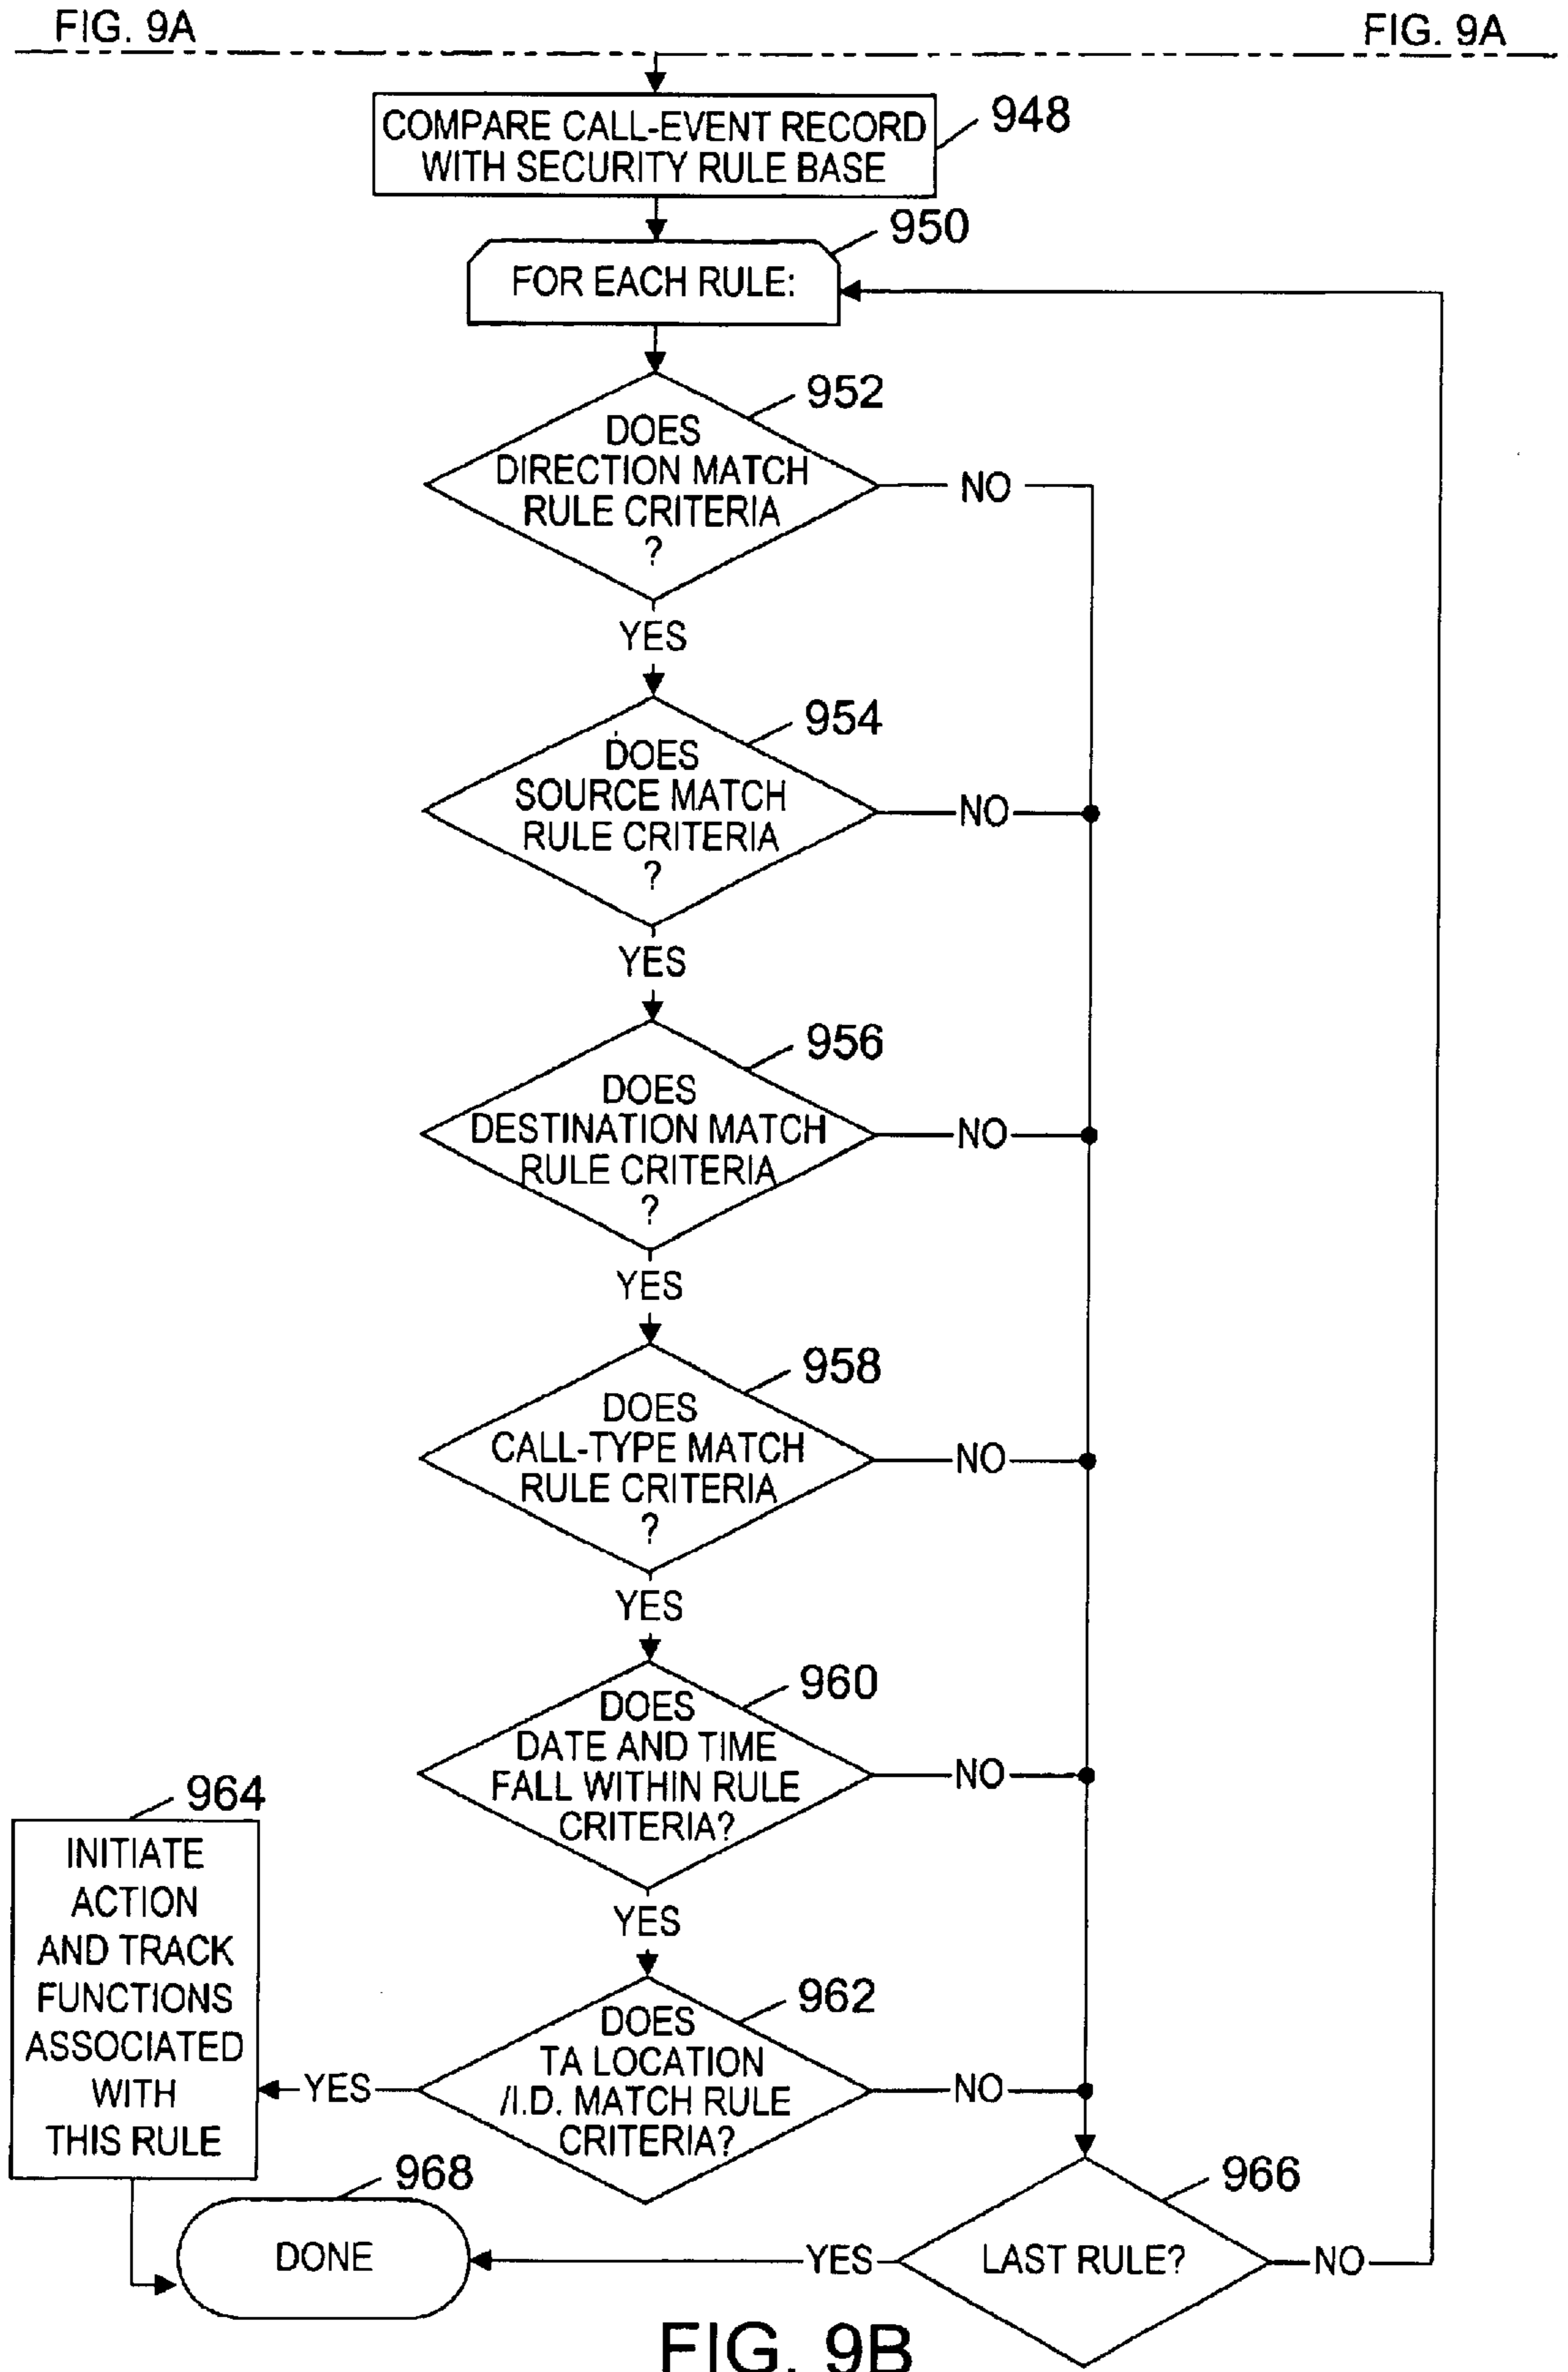 FIG. 9A
FIG. 9A
COMPARE CALL-EVENT RECORD
WITH SECURITY RULE BASE
948
950
FOR EACH RULE:
952
DOES
DIRECTION MATCH
RULE CRITERIA
?
NO
YES
954
DOES
SOURCE MATCH
RULE CRITERIA
?
NO
YES
956
DOES
DESTINATION MATCH
RULE CRITERIA
?
NO
YES
958
DOES
CALL-TYPE MATCH
RULE CRITERIA
?
NO
YES
960
DOES
DATE AND TIME
FALL WITHIN RULE
CRITERIA?
NO
YES
964
INITIATE
ACTION
AND TRACK
FUNCTIONS
ASSOCIATED
WITH
THIS RULE
962
DOES
TA LOCATION
/I.D. MATCH RULE
CRITERIA?
YES
NO
968
DONE
966
LAST RULE?
YES
NO
FIG. 9B